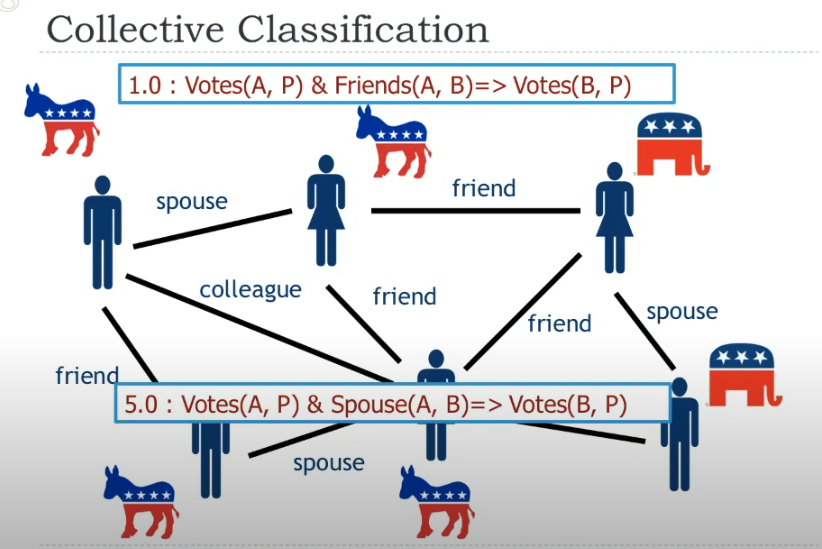 Collective Classification
1.0 : Votes(A, P) & Friends(A, B)=> Votes(B, P)
spouse
friend
colleague
friend
friend
spouse
friend
5.0 : Votes(A, P) & Spouse(A, B)=> Votes(B, P)
spouse